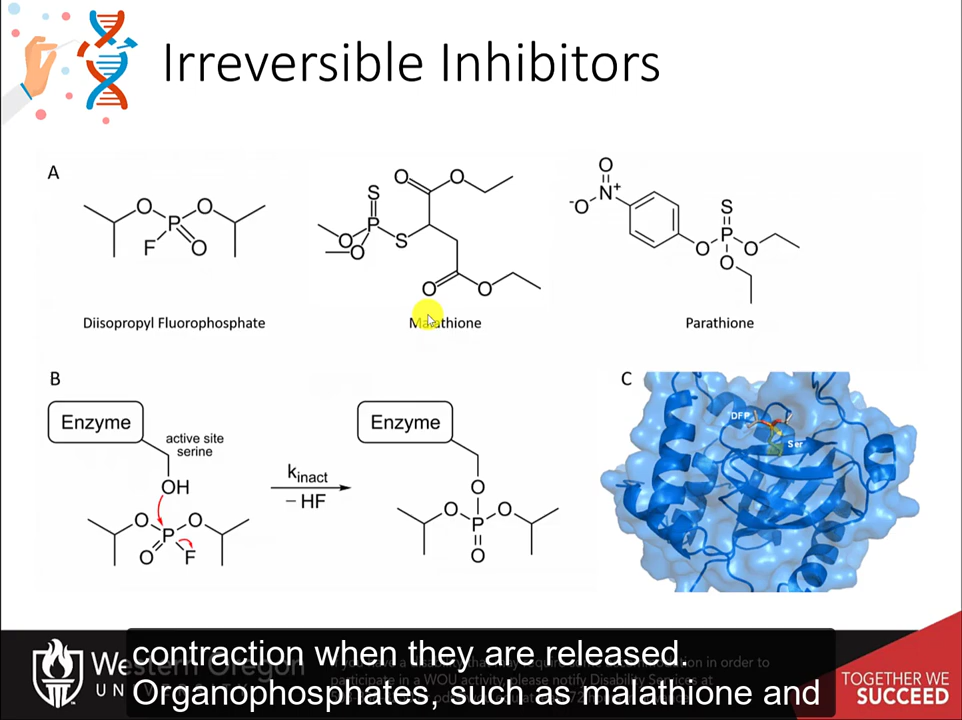 Irreversible Inhibitors
A
O
O
P
F
O
Diisopropyl Fluorophosphate
S
P
O
O
S
O
O
O
O
Malathione
O
N+
-O
S
O
P
O
O
Parathione
B
Enzyme
active site
serine
OH
O
O
P
O
F
kinact
– HF
Enzyme
O
O
P
O
O
C
DFP
Ser
contraction when they are released.
Organophosphates, such as malathione and
TOGETHER WE
SUCCEED